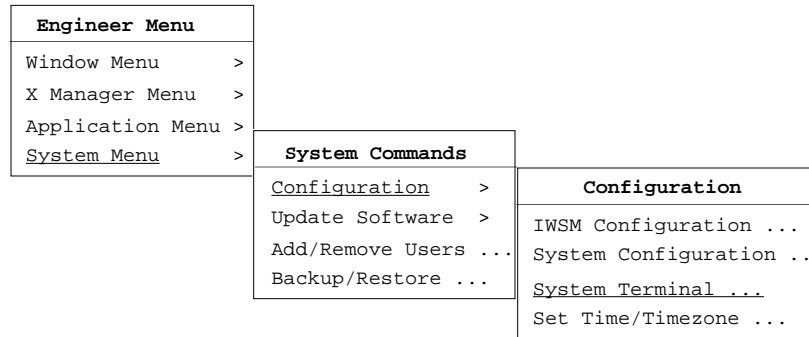 Engineer Menu
Window Menu >
X Manager Menu >
Application Menu >
System Menu >
System Commands
Configuration >
Update Software >
Add/Remove Users ...
Backup/Restore ...
Configuration
IWSM Configuration ...
System Configuration ..
System Terminal ...
Set Time/Timezone ...